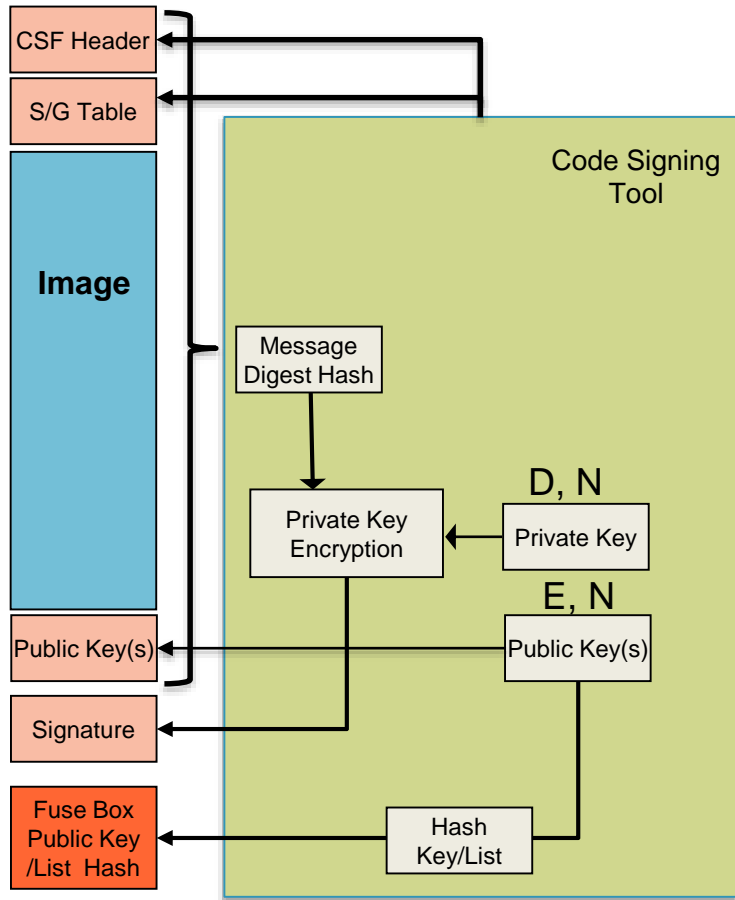 CSF Header
S/G Table
Code Signing
Tool
Image
Message
Digest Hash
D, N
Private Key
Encryption
Private Key
E, N
Public Key(s)
Public Key(s)
Signature
Fuse Box
Public Key
/List Hash
Hash
Key/List